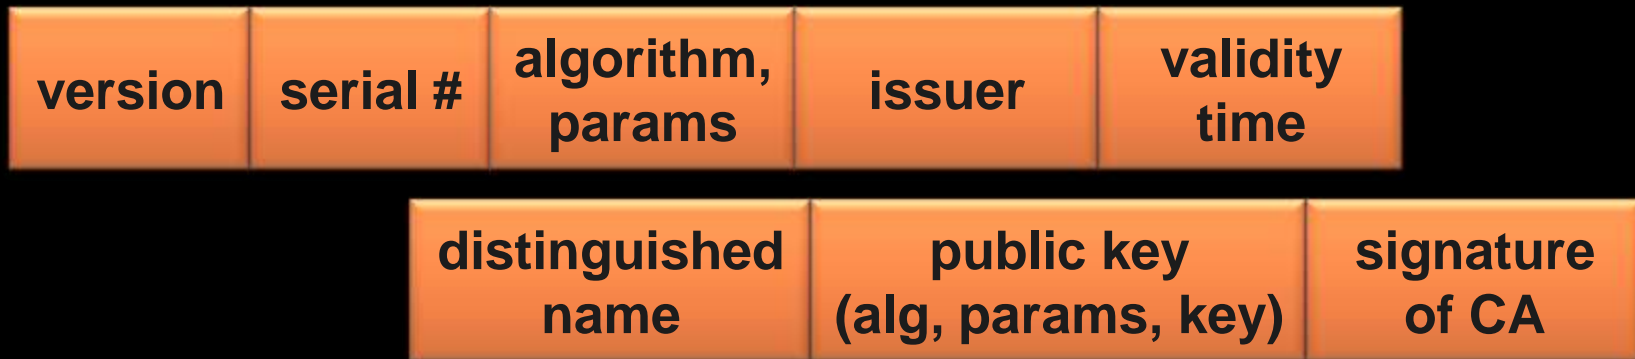 version
serial #
algorithm,
params
issuer
validity
time
distinguished
name
public key
(alg, params, key)
signature
of CA